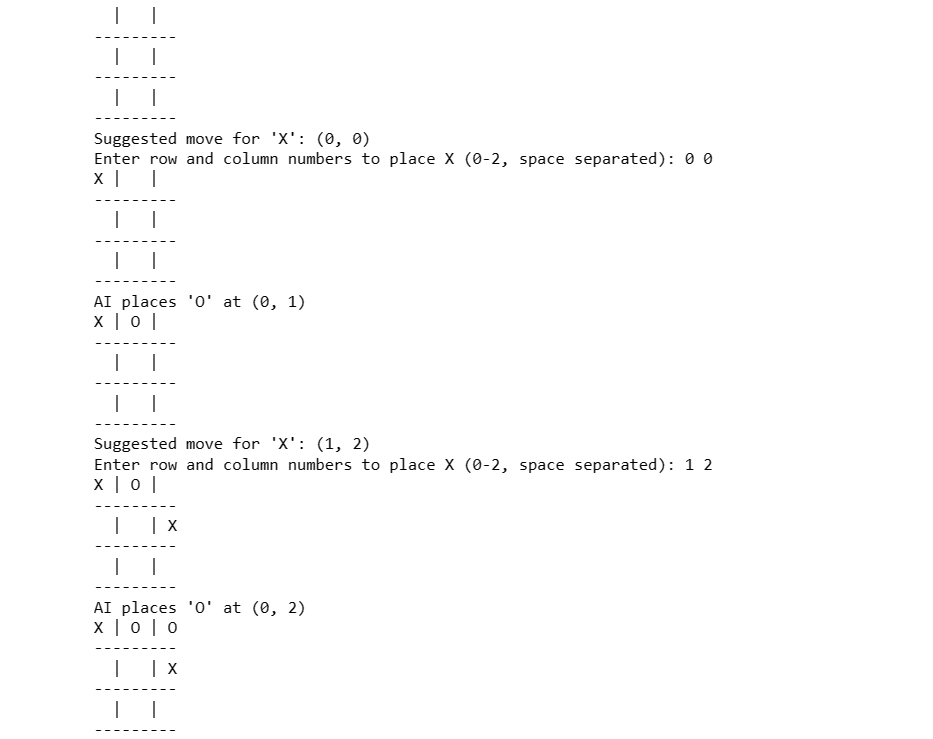 |   |
---------
  |   |
---------
  |   |
---------
Suggested move for 'X': (0, 0)
Enter row and column numbers to place X (0-2, space separated): 0 0
X |   |
---------
  |   |
---------
  |   |
---------
AI places 'O' at (0, 1)
X | O |
---------
  |   |
---------
  |   |
---------
Suggested move for 'X': (1, 2)
Enter row and column numbers to place X (0-2, space separated): 1 2
X | O |
---------
  |   | X
---------
  |   |
---------
AI places 'O' at (0, 2)
X | O | O
---------
  |   | X
---------
  |   |
---------